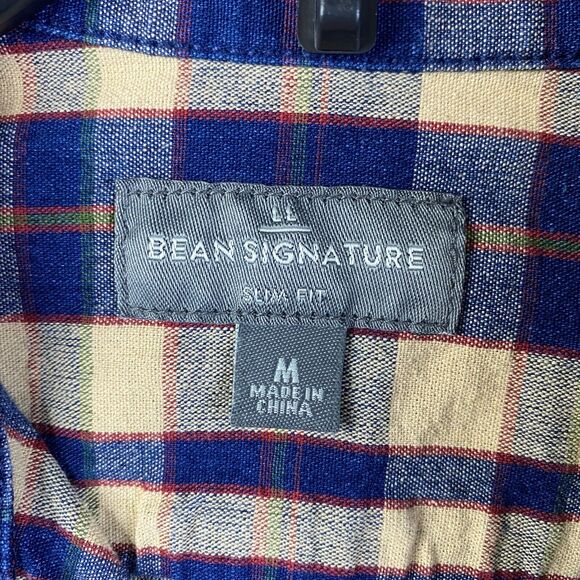 LL
BEAN SIGNATURE
SLIM FIT
M
MADE IN
CHINA